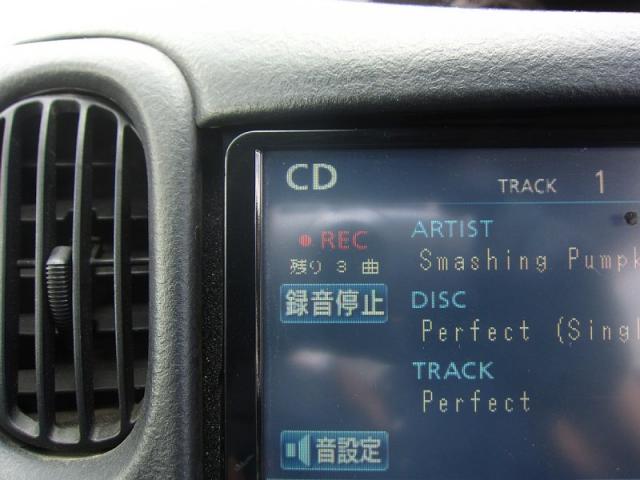 CD
TRACK 1
● REC
残り 3 曲
録音停止
ARTIST
Smashing Pumpk
DISC
Perfect (Singl
TRACK
Perfect
音設定